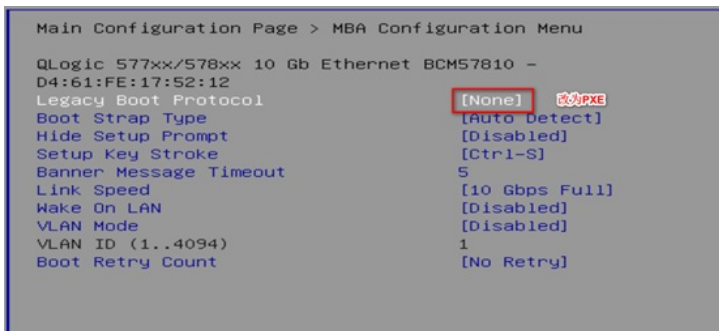 Main Configuration Page > MBA Configuration Menu
QLogic 577xx/578xx 10 Gb Ethernet BCM57810 -
D4:61:FE:17:52:12
Legacy Boot Protocol [None] 改为PXE
Boot Strap Type [Auto Detect]
Hide Setup Prompt [Disabled]
Setup Key Stroke [Ctrl-S]
Banner Message Timeout 5
Link Speed [10 Gbps Full]
Wake On LAN [Disabled]
VLAN Mode [Disabled]
VLAN ID (1..4094) 1
Boot Retry Count [No Retry]